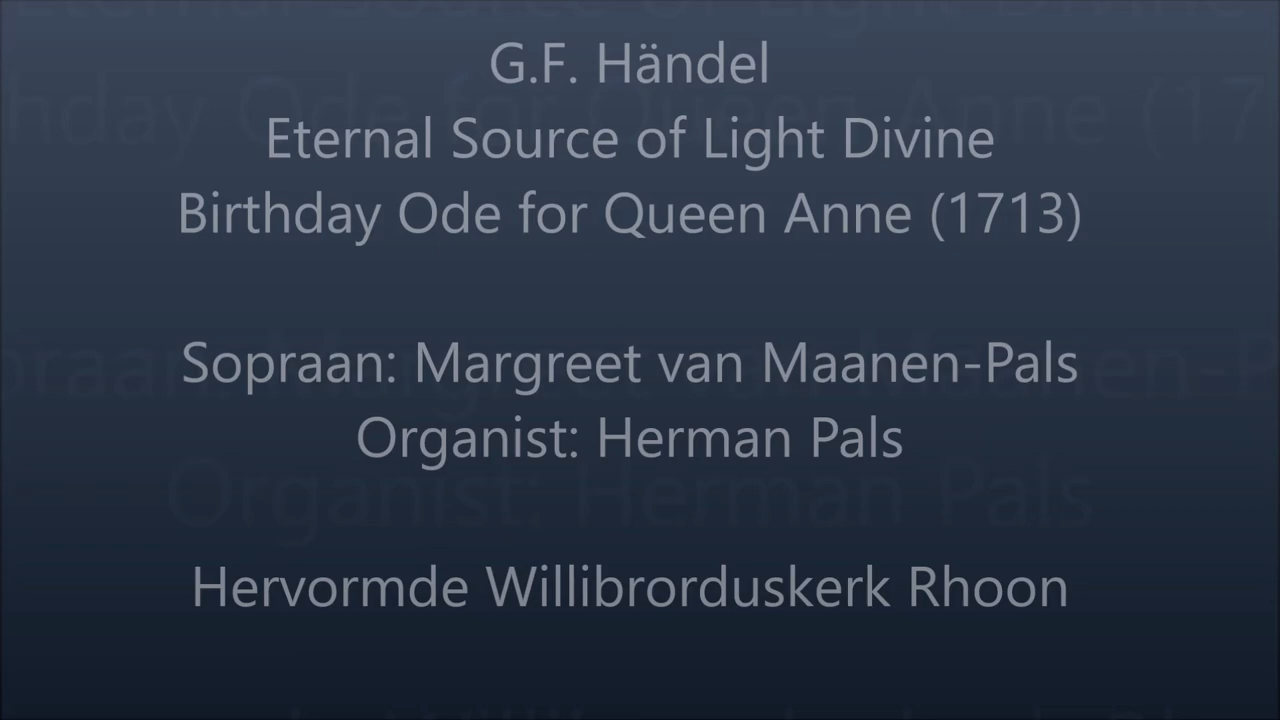 G.F. Händel
Eternal Source of Light Divine
Birthday Ode for Queen Anne (1713)
Sopraan: Margreet van Maanen-Pals
Organist: Herman Pals
Hervormde Willibrorduskerk Rhoon